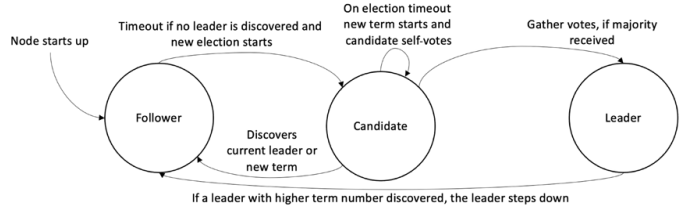 Node starts up
Timeout if no leader is discovered and
new election starts
On election timeout
new term starts and
candidate self-votes
Gather votes, if majority
received
Follower
Candidate
Leader
Discovers
current leader or
new term
If a leader with higher term number discovered, the leader steps down